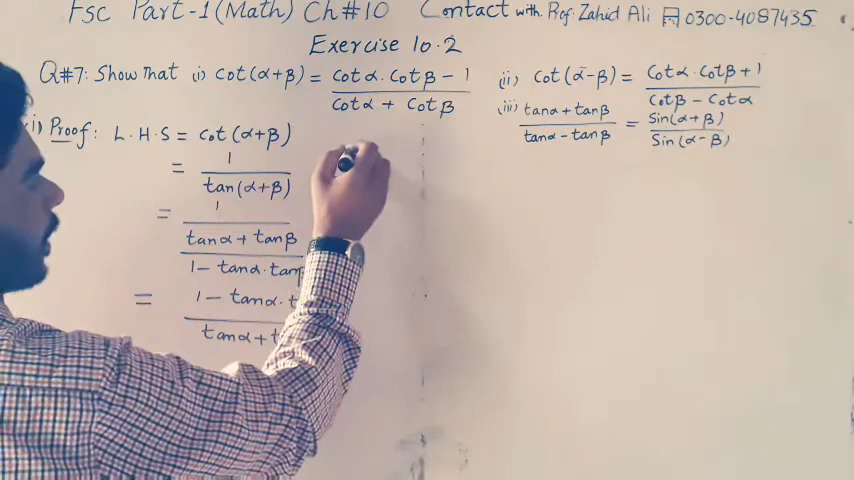 Fsc Part-1 (Math) Ch#10 Contact with Prof: Zahid Ali 0300-4087435
Exercise 10.2
Q#7: Show That (i) Cot(α+β) = (Cotα.Cotβ - 1)/(Cotα + Cotβ)
(ii) Cot(α-β) = (Cotα.Cotβ+1)/(Cotβ - Cotα)
(iii) (tanα+tanβ)/(tanα-tanβ) = Sin(α+β)/Sin(α-β)
i) Proof: L.H.S = Cot(α+β)
= 1/tan(α+β)
= 1
tanα + tanβ
1 - tanα.tan
= 1 - tanα.
tanα +